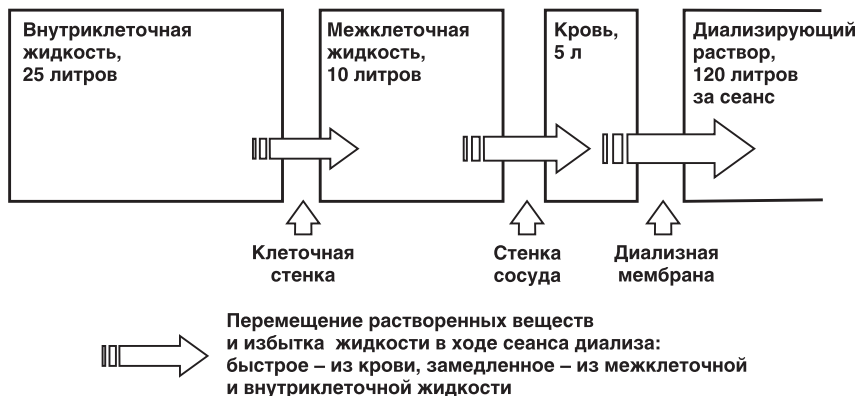 Внутриклеточная
жидкость,
25 литров
Межклеточная
жидкость,
10 литров
Кровь,
5 л
Диализирующий
раствор,
120 литров
за сеанс
Клеточная
стенка
Стенка
сосуда
Диализная
мембрана
Перемещение растворенных веществ
и избытка жидкости в ходе сеанса диализа:
быстрое – из крови, замедленное – из межклеточной
и внутриклеточной жидкости